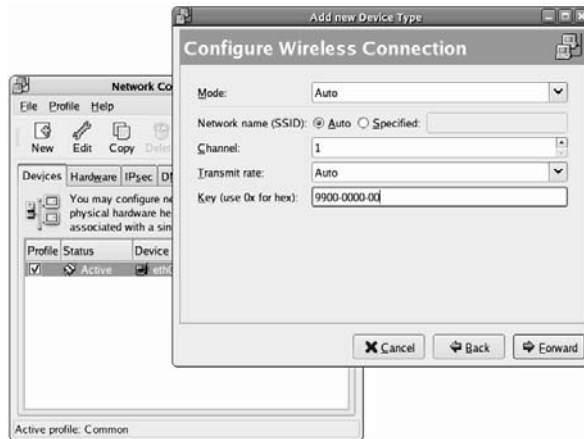 Add new Device Type
Configure Wireless Connection
Mode: Auto
Network name (SSID): Auto Specified:
Channel: 1
Transmit rate: Auto
Key (use 0x for hex): 9900-0000-00
Cancel Back Forward
Network Co
File Profile Help
New Edit Copy Delet
Devices Hardware IPsec DN
You may configure ne
physical hardware he
associated with a sin
Profile Status Device
Active eth0
Active profile: Common